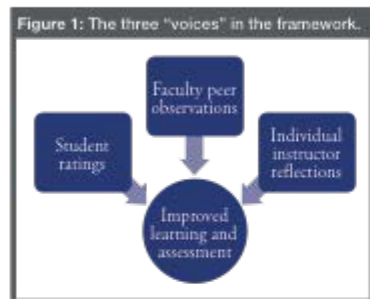 Figure 1: The three “voices” in the framework.
Faculty peer
observations
Student
ratings
Individual
instructor
reflections
Improved
learning and
assessment